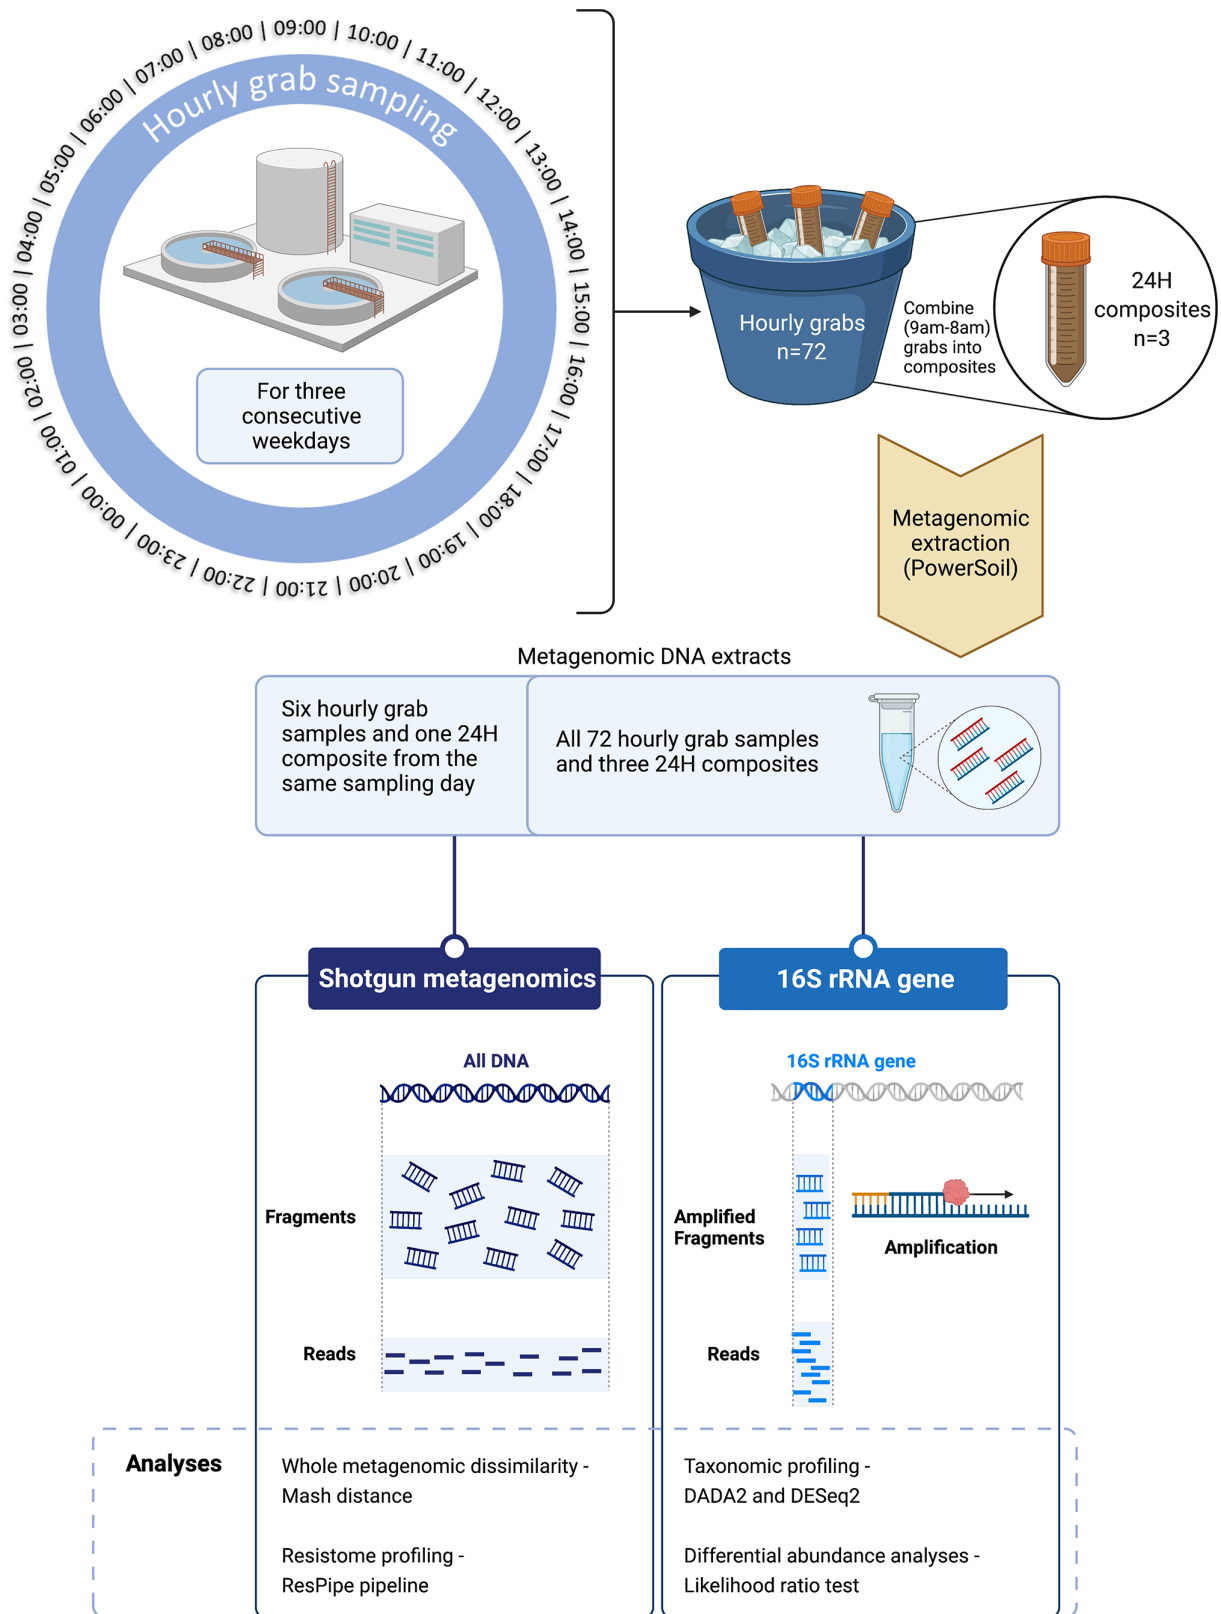 09:00 | 10:00 | 11:00 | 12:00 | 13:00 | 14:00 | 15:00 | 16:00 | 17:00 | 18:00 | 19:00 | 20:00 | 21:00 | 22:00 | 23:00 | 00:00 | 01:00 | 02:00 | 03:00 | 04:00 | 05:00 | 06:00 | 07:00 | 08:00 |
Hourly grab sampling
For three
consecutive
weekdays
Hourly grabs
n=72
Combine
(9am-8am)
grabs into
composites
24H
composites
n=3
Metagenomic
extraction
(PowerSoil)
Metagenomic DNA extracts
Six hourly grab
samples and one 24H
composite from the
same sampling day
All 72 hourly grab samples
and three 24H composites
Shotgun metagenomics
All DNA
Fragments
Reads
16S rRNA gene
16S rRNA gene
Amplified
Fragments
Amplification
Reads
Analyses
Whole metagenomic dissimilarity -
Mash distance
Resistome profiling -
ResPipe pipeline
Taxonomic profiling -
DADA2 and DESeq2
Differential abundance analyses -
Likelihood ratio test